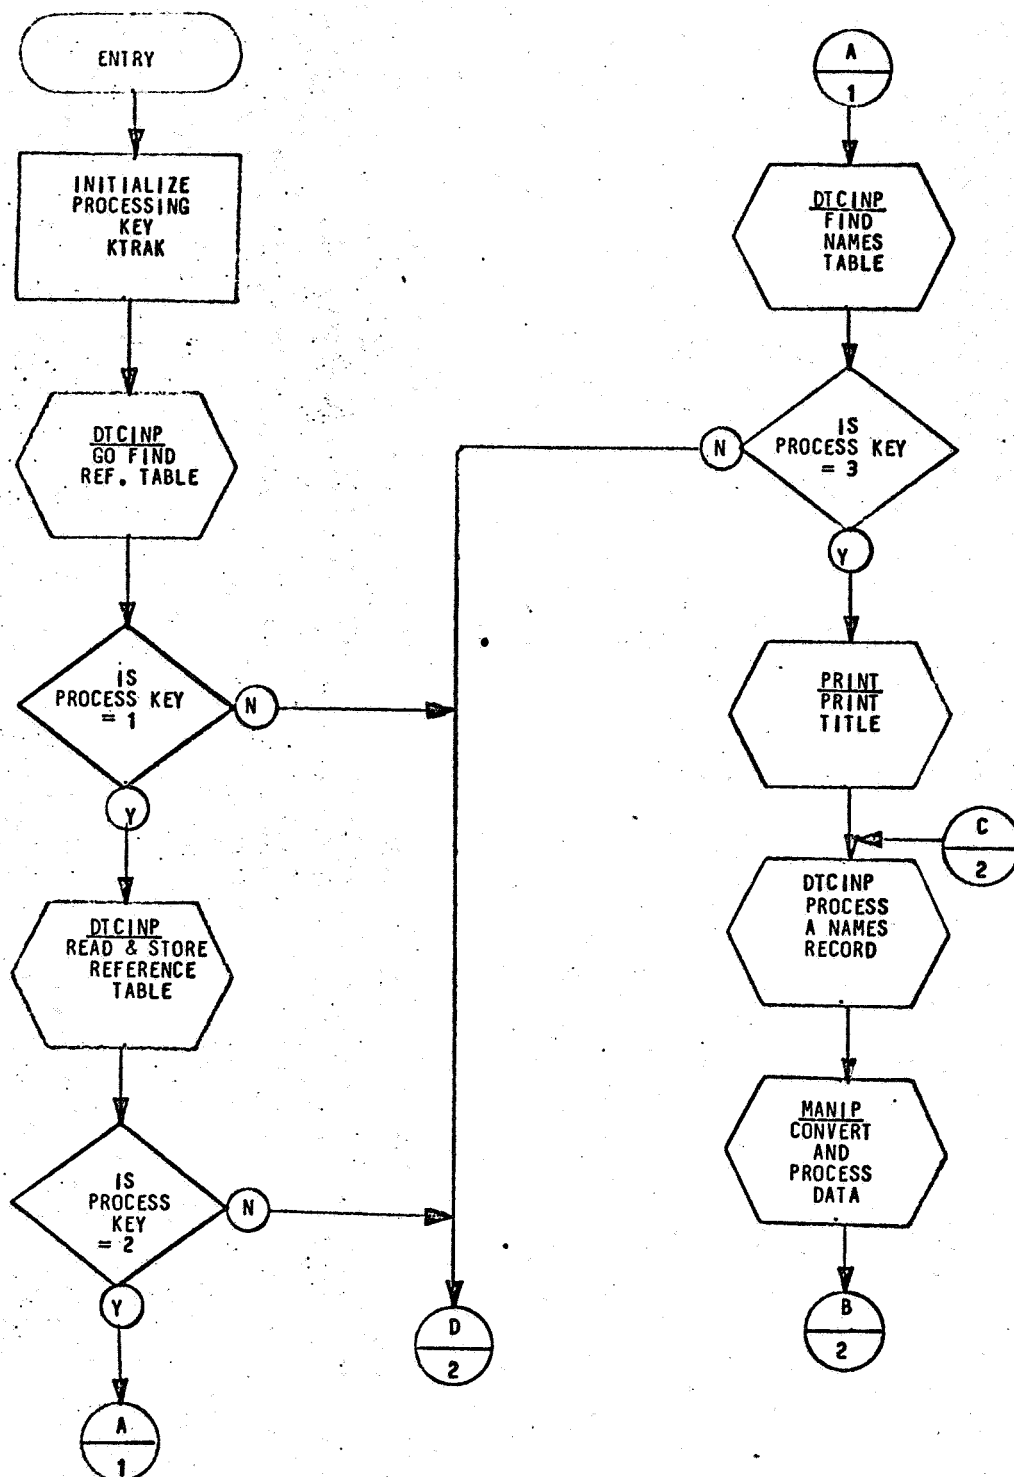 ENTRY
INITIALIZE
PROCESSING
KEY
KTRAK
DTCINP
GO FIND
REF. TABLE
IS
PROCESS KEY
= 1
N
Y
DTCINP
READ & STORE
REFERENCE
TABLE
IS
PROCESS
KEY
= 2
N
Y
A
1
D
2
A
1
DTCINP
FIND
NAMES
TABLE
IS
PROCESS KEY
= 3
N
Y
PRINT
PRINT
TITLE
C
2
DTCINP
PROCESS
A NAMES
RECORD
MANIP
CONVERT
AND
PROCESS
DATA
B
2